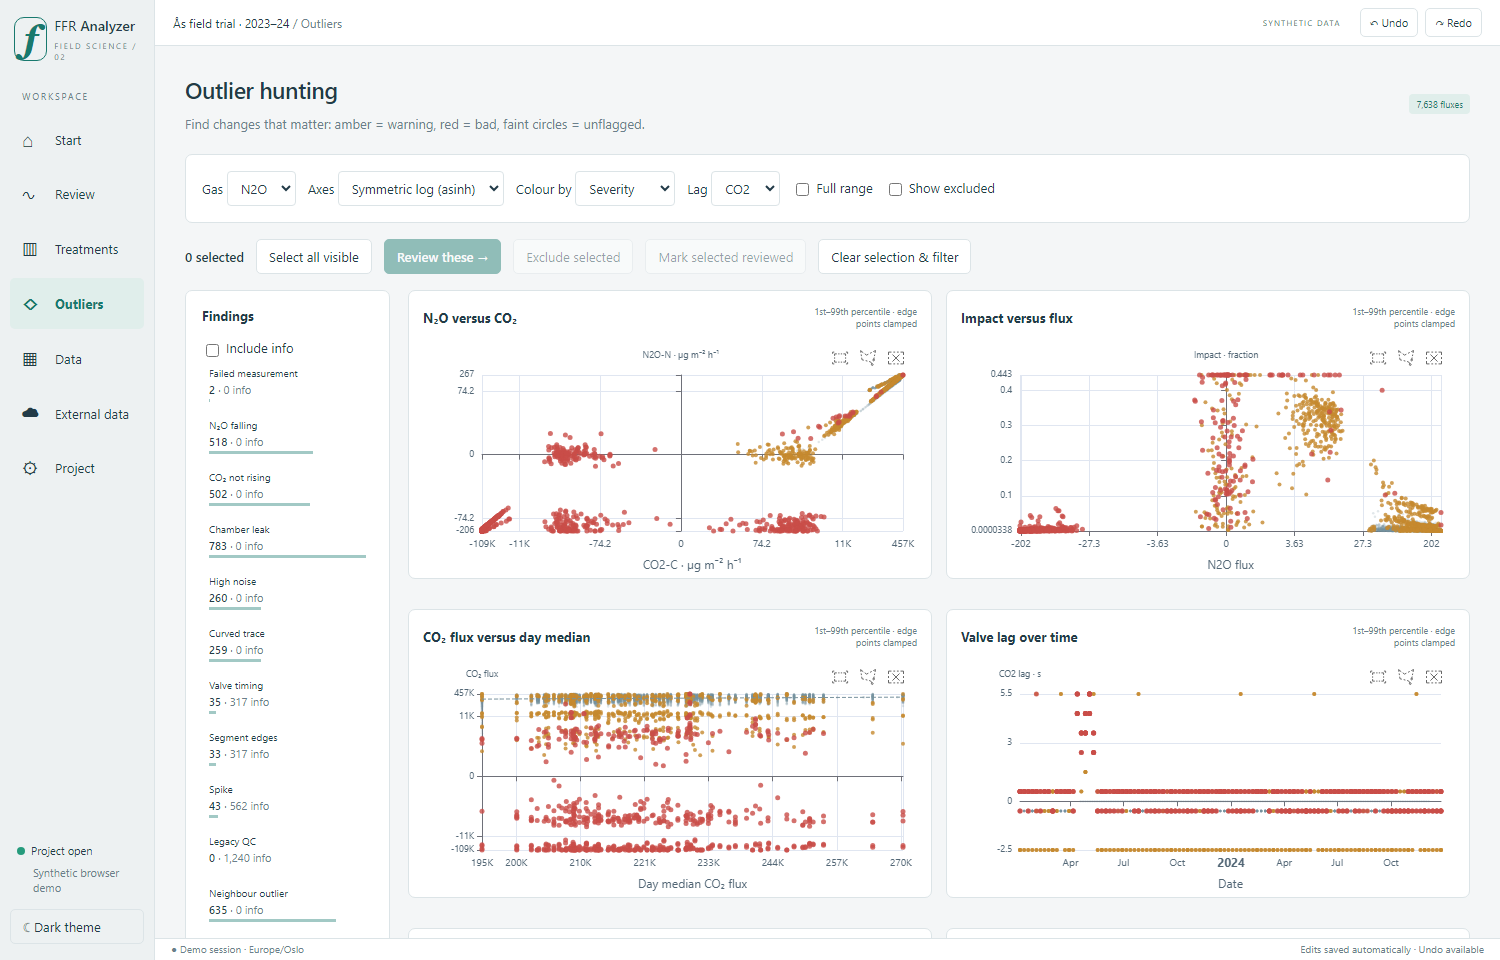 FFR Analyzer
FIELD SCIENCE /
02
WORKSPACE
Start
Review
Treatments
Outliers
Data
External data
Project
Project open
Synthetic browser
demo
Dark theme
Ås field trial · 2023–24 / Outliers
SYNTHETIC DATA
Undo
Redo
Outlier hunting
Find changes that matter: amber = warning, red = bad, faint circles = unflagged.
7,638 fluxes
Gas N2O Axes Symmetric log (asinh) Colour by Severity Lag CO2 Full range Show excluded
0 selected Select all visible Review these → Exclude selected Mark selected reviewed Clear selection & filter
Findings
Include info
Failed measurement
2 · 0 info
N₂O falling
518 · 0 info
CO₂ not rising
502 · 0 info
Chamber leak
783 · 0 info
High noise
260 · 0 info
Curved trace
259 · 0 info
Valve timing
35 · 317 info
Segment edges
33 · 317 info
Spike
43 · 562 info
Legacy QC
0 · 1,240 info
Neighbour outlier
635 · 0 info
N₂O versus CO₂
1st–99th percentile · edge
points clamped
N2O-N · µg m⁻² h⁻¹
267
74.2
0
-74.2
-206
-109K -11K -74.2 0 74.2 11K 457K
CO2-C · µg m⁻² h⁻¹
Impact versus flux
1st–99th percentile · edge
points clamped
Impact · fraction
0.443
0.4
0.3
0.2
0.1
0.0000338
-202 -27.3 -3.63 0 3.63 27.3 202
N2O flux
CO₂ flux versus day median
1st–99th percentile · edge
points clamped
CO₂ flux
457K
11K
0
-11K
-109K
195K 200K 210K 221K 233K 244K 257K 270K
Day median CO₂ flux
Valve lag over time
1st–99th percentile · edge
points clamped
CO2 lag · s
5.5
3
0
-2.5
Apr Jul Oct 2024 Apr Jul Oct
Date
Demo session · Europe/Oslo
Edits saved automatically · Undo available